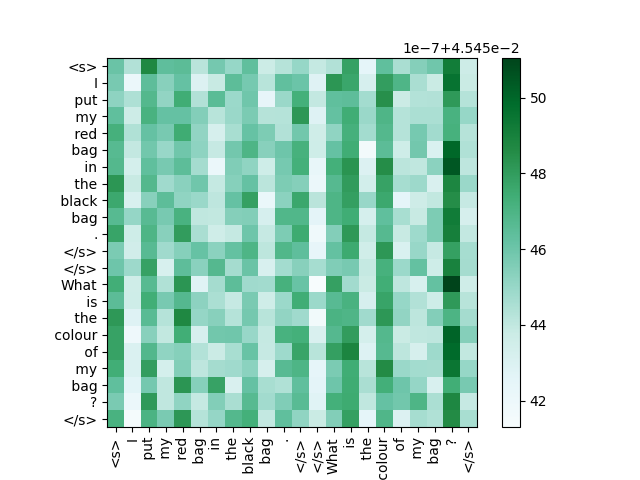 1e-7+4.545e-2
<s>
I
put
my
red
bag
in
the
black
bag
.
</s>
</s>
What
is
the
colour
of
my
bag
?
</s>
50
48
46
44
42
<s>
I
put
my
red
bag
in
the
black
bag
.
</s>
</s>
What
is
the
colour
of
my
bag
?
</s>